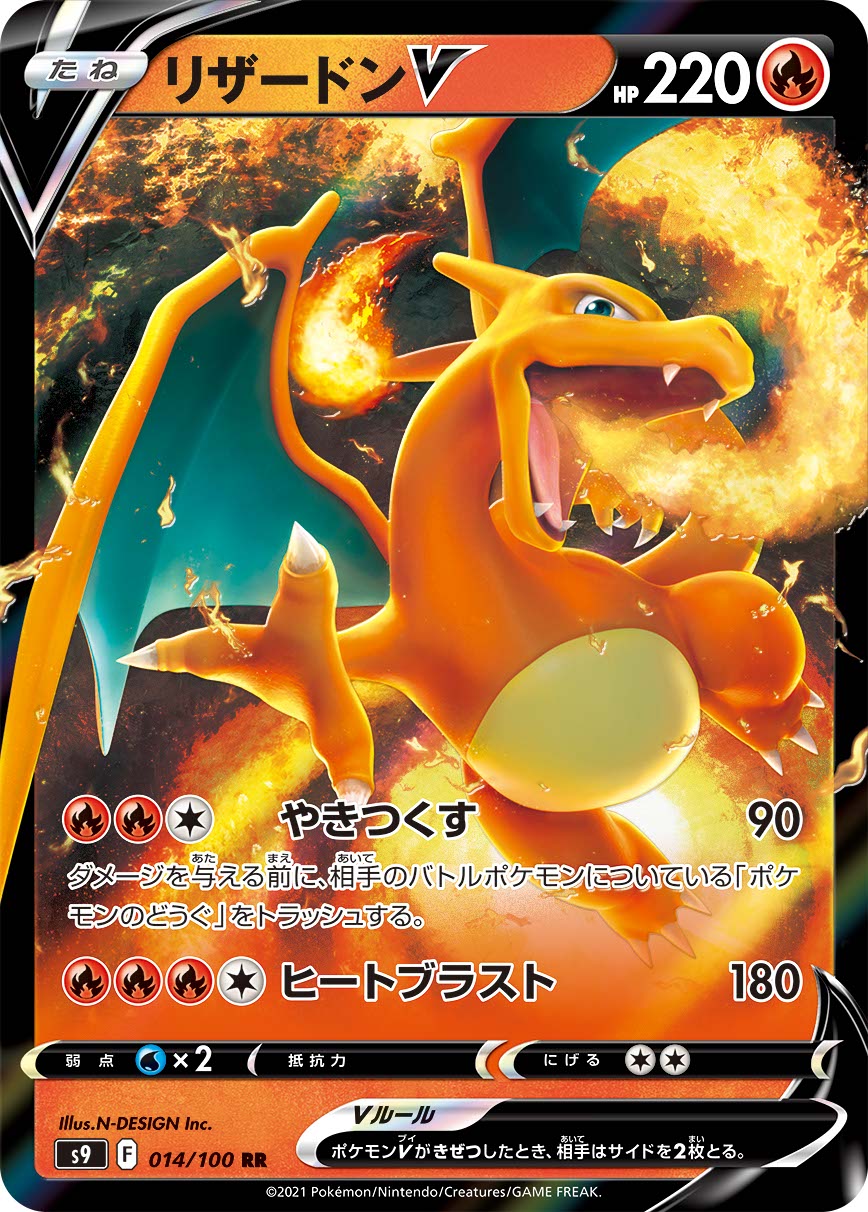 たね リザードンV HP 220
やきつくす 90
ダメージを与える前に、相手のバトルポケモンについている「ポケ
モンのどうぐ」をトラッシュする。
ヒートブラスト 180
弱点 ×2 抵抗力 にげる
Illus.N-DESIGN Inc.
Vルール
ポケモンVがきぜつしたとき、相手はサイドを2枚とる。
s9 F 014/100 RR
©2021 Pokémon/Nintendo/Creatures/GAME FREAK.